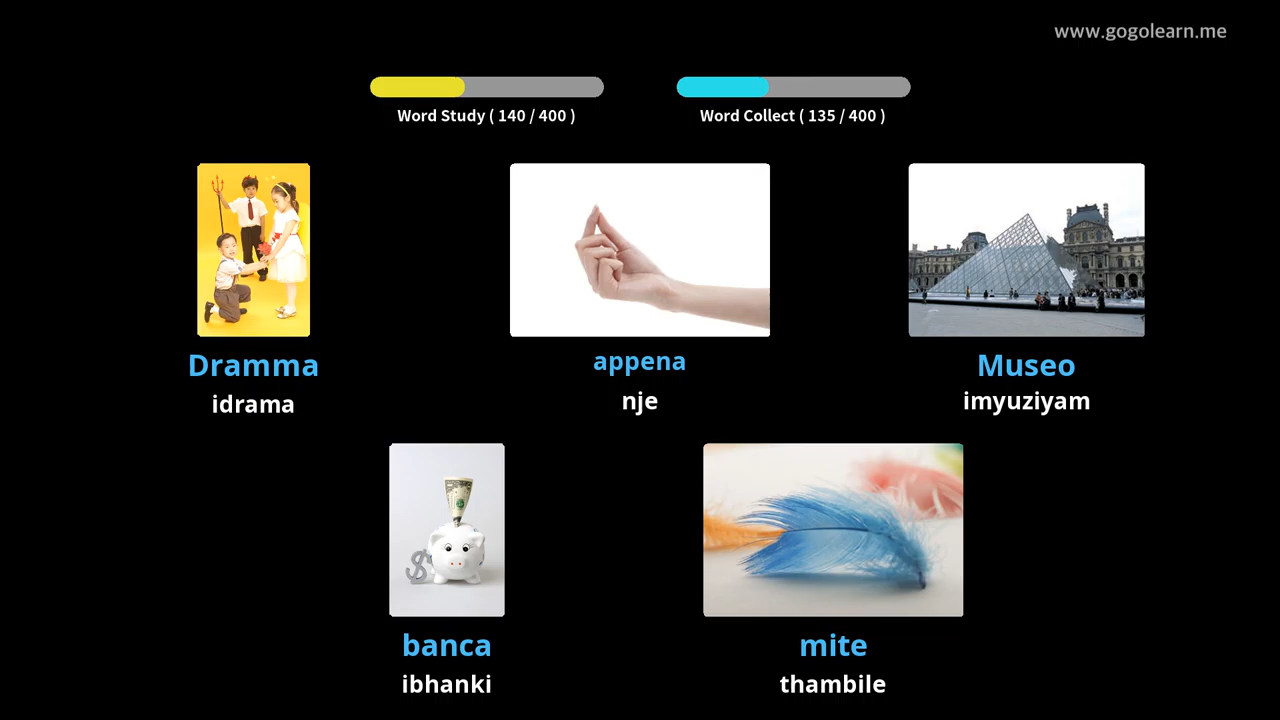 www.gogolearn.me
Word Study ( 140 / 400 )
Word Collect ( 135 / 400 )
Dramma
idrama
appena
nje
Museo
imyuziyam
banca
ibhanki
mite
thambile